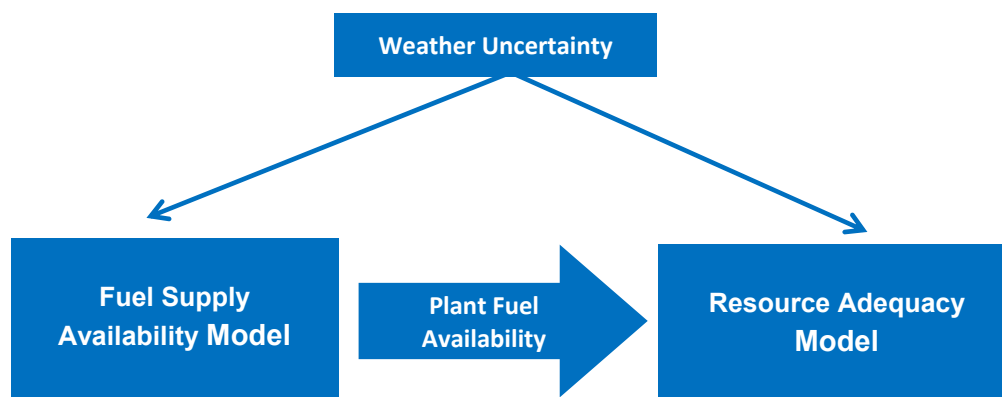 Weather Uncertainty
Fuel Supply
Availability Model
Plant Fuel
Availability
Resource Adequacy
Model